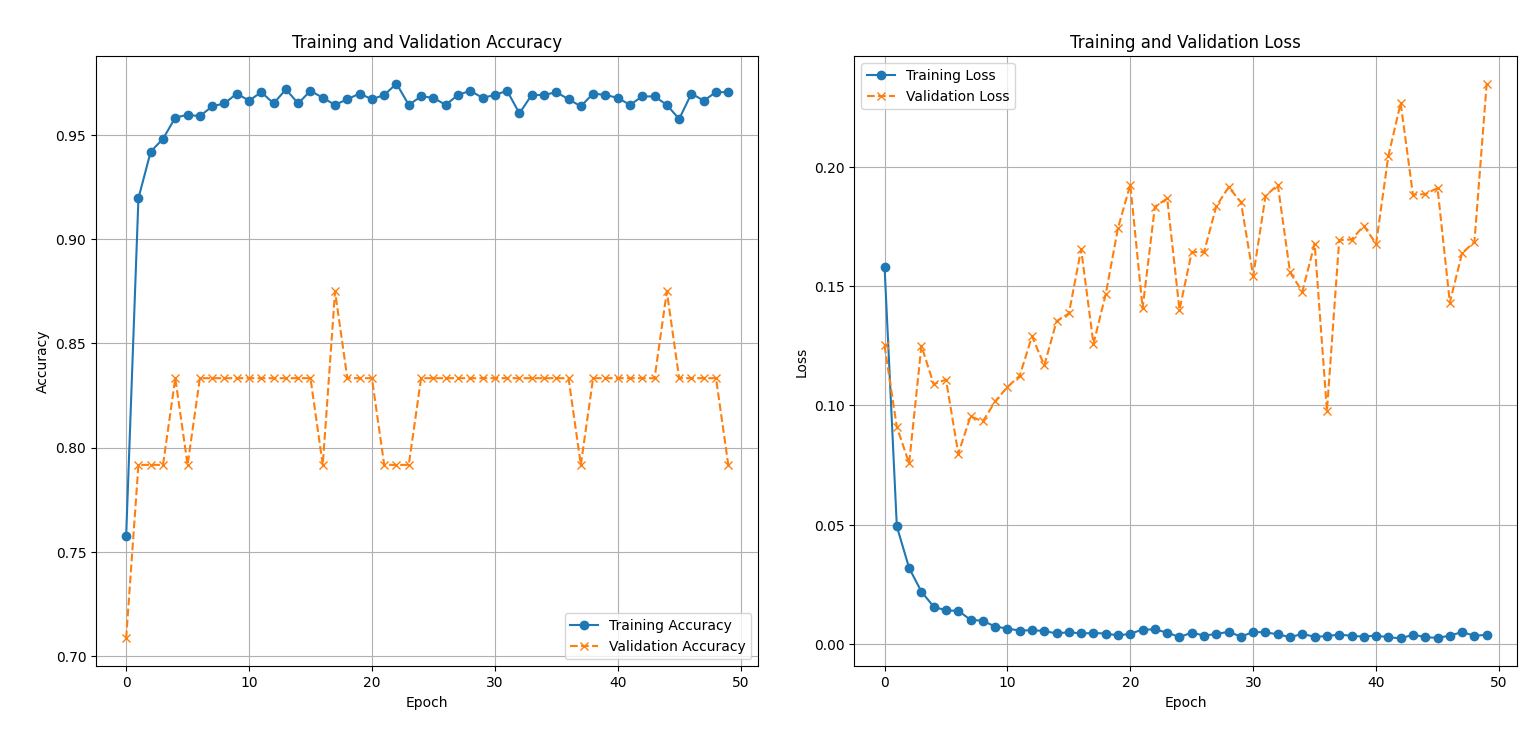 Training and Validation Accuracy
Accuracy
0.95
0.90
0.85
0.80
0.75
0.70
0
10
20
30
40
50
Epoch
Training Accuracy
Validation Accuracy
Training and Validation Loss
Loss
Training Loss
Validation Loss
0.20
0.15
0.10
0.05
0.00
0
10
20
30
40
50
Epoch